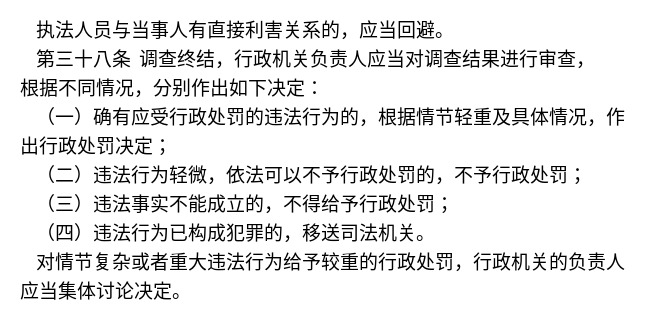 执法人员与当事人有直接利害关系的，应当回避。
第三十八条 调查终结，行政机关负责人应当对调查结果进行审查，
根据不同情况，分别作出如下决定：
（一）确有应受行政处罚的违法行为的，根据情节轻重及具体情况，作
出行政处罚决定；
（二）违法行为轻微，依法可以不予行政处罚的，不予行政处罚；
（三）违法事实不能成立的，不得给予行政处罚；
（四）违法行为已构成犯罪的，移送司法机关。
对情节复杂或者重大违法行为给予较重的行政处罚，行政机关的负责人
应当集体讨论决定。